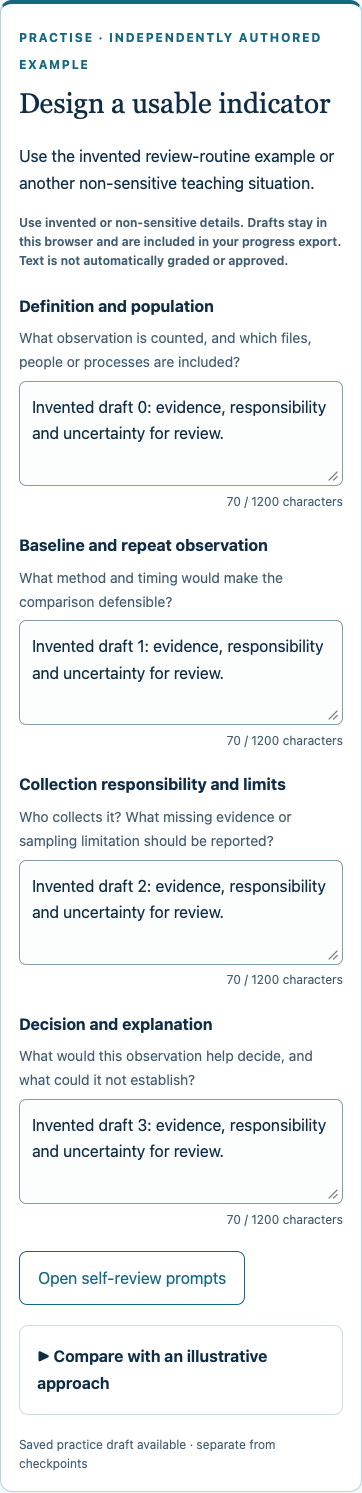 PRACTISE · INDEPENDENTLY AUTHORED
EXAMPLE
Design a usable indicator
Use the invented review-routine example or
another non-sensitive teaching situation.
Use invented or non-sensitive details. Drafts stay in
this browser and are included in your progress export.
Text is not automatically graded or approved.
Definition and population
What observation is counted, and which files,
people or processes are included?
Invented draft 0: evidence, responsibility
and uncertainty for review.
70 / 1200 characters
Baseline and repeat observation
What method and timing would make the
comparison defensible?
Invented draft 1: evidence, responsibility
and uncertainty for review.
70 / 1200 characters
Collection responsibility and limits
Who collects it? What missing evidence or
sampling limitation should be reported?
Invented draft 2: evidence, responsibility
and uncertainty for review.
70 / 1200 characters
Decision and explanation
What would this observation help decide, and
what could it not establish?
Invented draft 3: evidence, responsibility
and uncertainty for review.
70 / 1200 characters
Open self-review prompts
Compare with an illustrative
approach
Saved practice draft available · separate from
checkpoints